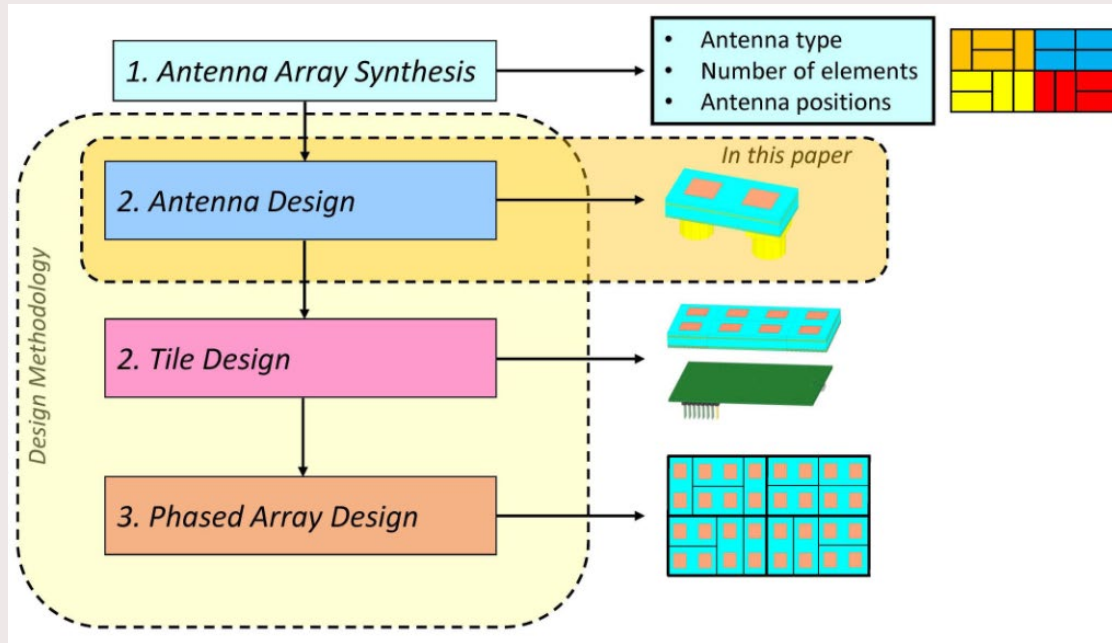 1. Antenna Array Synthesis
• Antenna type
• Number of elements
• Antenna positions
In this paper
2. Antenna Design
Design Methodology
2. Tile Design
3. Phased Array Design